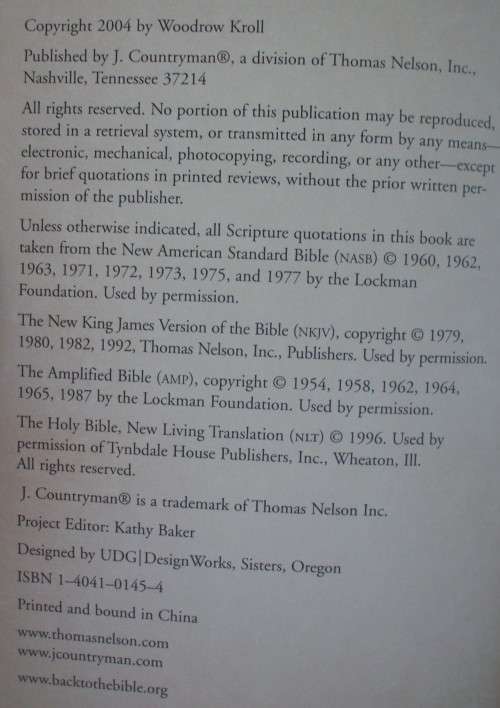 Copyright 2004 by Woodrow Kroll
Published by J. Countryman®, a division of Thomas Nelson, Inc.,
Nashville, Tennessee 37214
All rights reserved. No portion of this publication may be reproduced,
stored in a retrieval system, or transmitted in any form by any means—
electronic, mechanical, photocopying, recording, or any other—except
for brief quotations in printed reviews, without the prior written per-
mission of the publisher.
Unless otherwise indicated, all Scripture quotations in this book are
taken from the New American Standard Bible (NASB) © 1960, 1962,
1963, 1971, 1972, 1973, 1975, and 1977 by the Lockman
Foundation. Used by permission.
The New King James Version of the Bible (NKJV), copyright © 1979,
1980, 1982, 1992, Thomas Nelson, Inc., Publishers. Used by permission.
The Amplified Bible (AMP), copyright © 1954, 1958, 1962, 1964,
1965, 1987 by the Lockman Foundation. Used by permission.
The Holy Bible, New Living Translation (NLT) © 1996. Used by
permission of Tynbdale House Publishers, Inc., Wheaton, Ill.
All rights reserved.
J. Countryman® is a trademark of Thomas Nelson Inc.
Project Editor: Kathy Baker
Designed by UDG|DesignWorks, Sisters, Oregon
ISBN 1–4041–0145–4
Printed and bound in China
www.thomasnelson.com
www.jcountryman.com
www.backtothebible.org